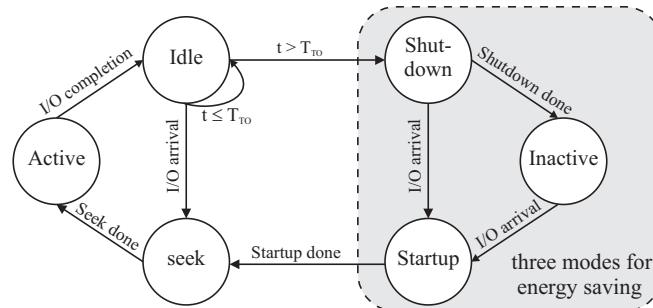 Idle
t > T_TO
Shut-
down
I/O completion
t ≤ T_TO
Shutdown done
Active
I/O arrival
I/O arrival
Inactive
Seek done
seek
Startup done
Startup
I/O arrival
three modes for
energy saving